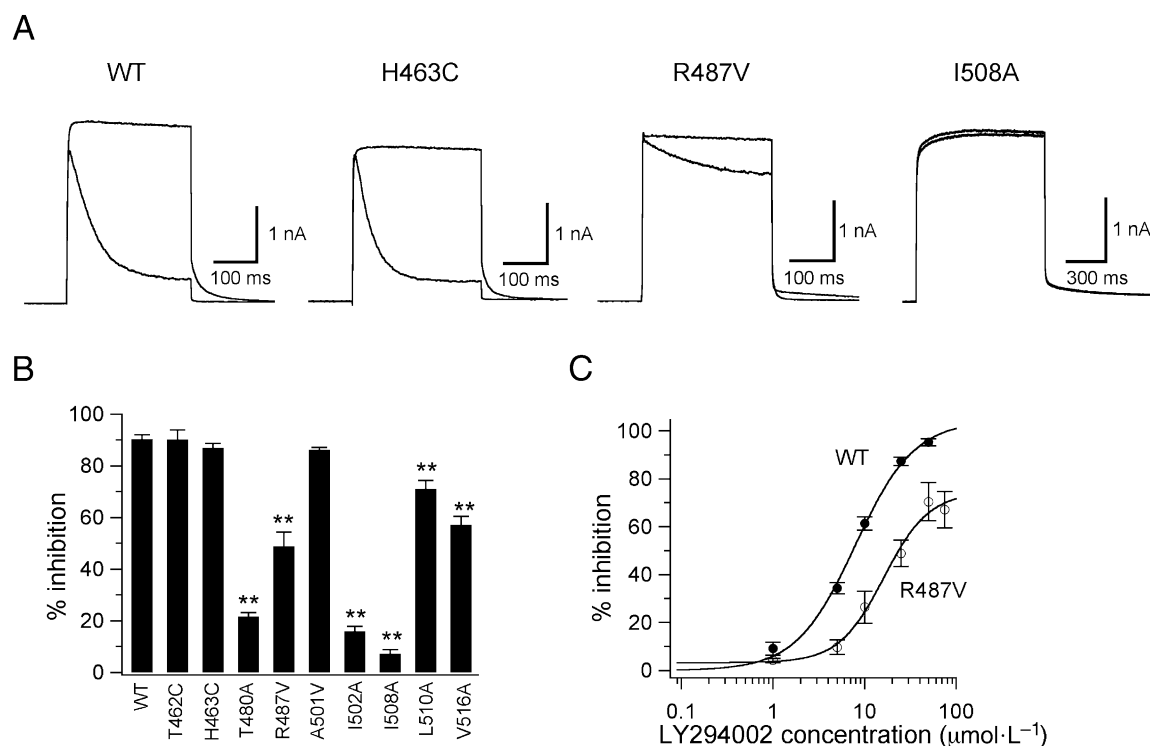 A
WT H463C R487V I508A
1 nA 1 nA 1 nA 1 nA
100 ms 100 ms 100 ms 300 ms
B
% inhibition
100
80
60
40
20
0
** ** ** ** ** **
WT T462C H463C T480A R487V A501V I502A I508A L510A V516A
C
% inhibition
100
80
60
40
20
0
WT
R487V
0.1 1 10 100
LY294002 concentration (μmol·L−1)